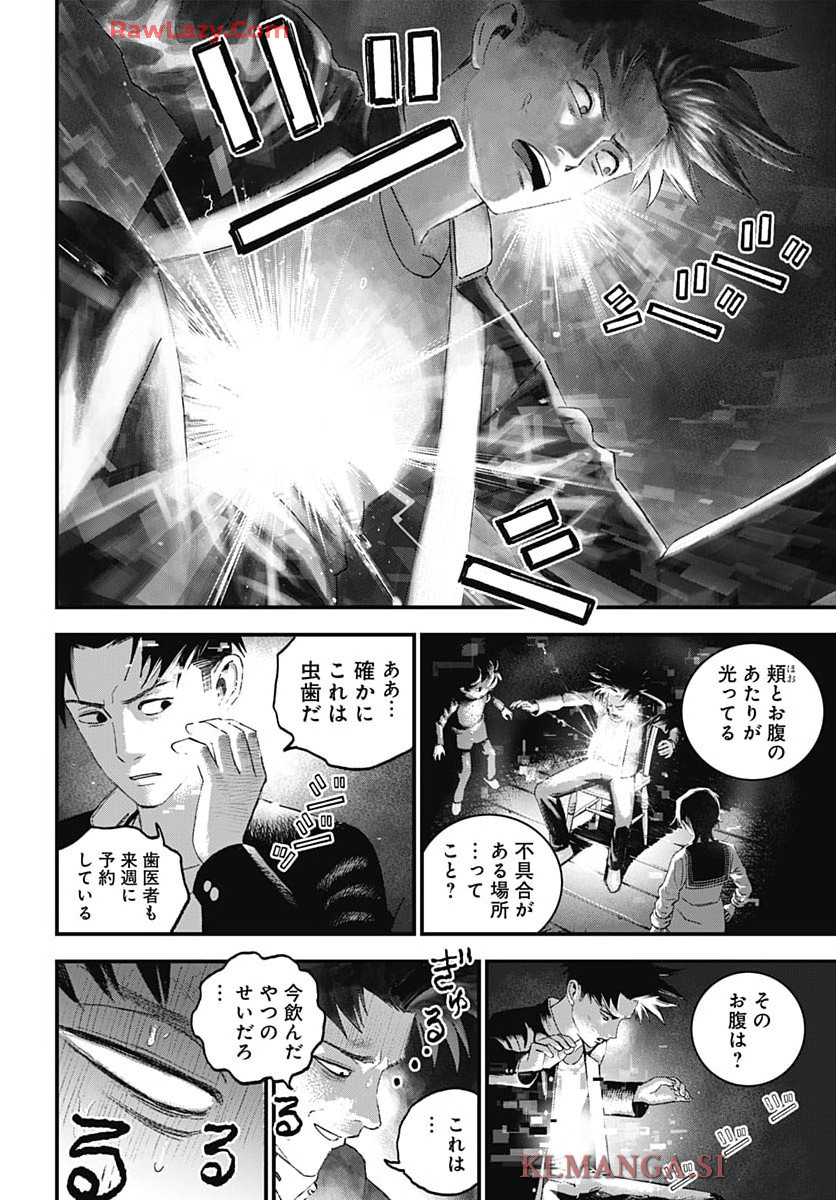 RawLazy.Com
頬とお腹の
ほお
あたりが
光ってる
不具合が
ある場所
…って
こと?
ああ…
確かに
これは
虫歯だ
歯医者も
来週に
予約
している
その
お腹は?
ぎゅる…
これは
…
今飲んだ
やつの
せいだろ
…
るる
るる
KLMANGA.SI